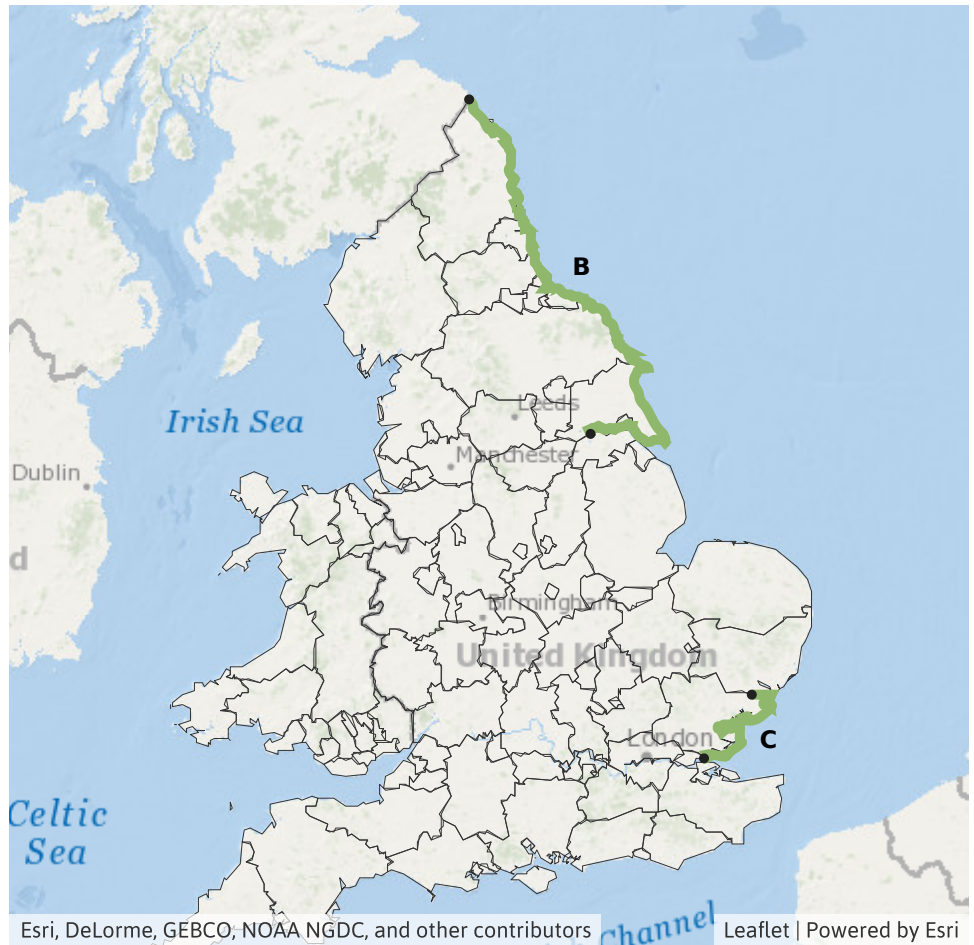 B
Leeds
Irish Sea
Manchester
Dublin
d
Birmingham
United Kingdom
London
C
Celtic
Sea
Channel
Esri, DeLorme, GEBCO, NOAA NGDC, and other contributors
Leaflet | Powered by Esri